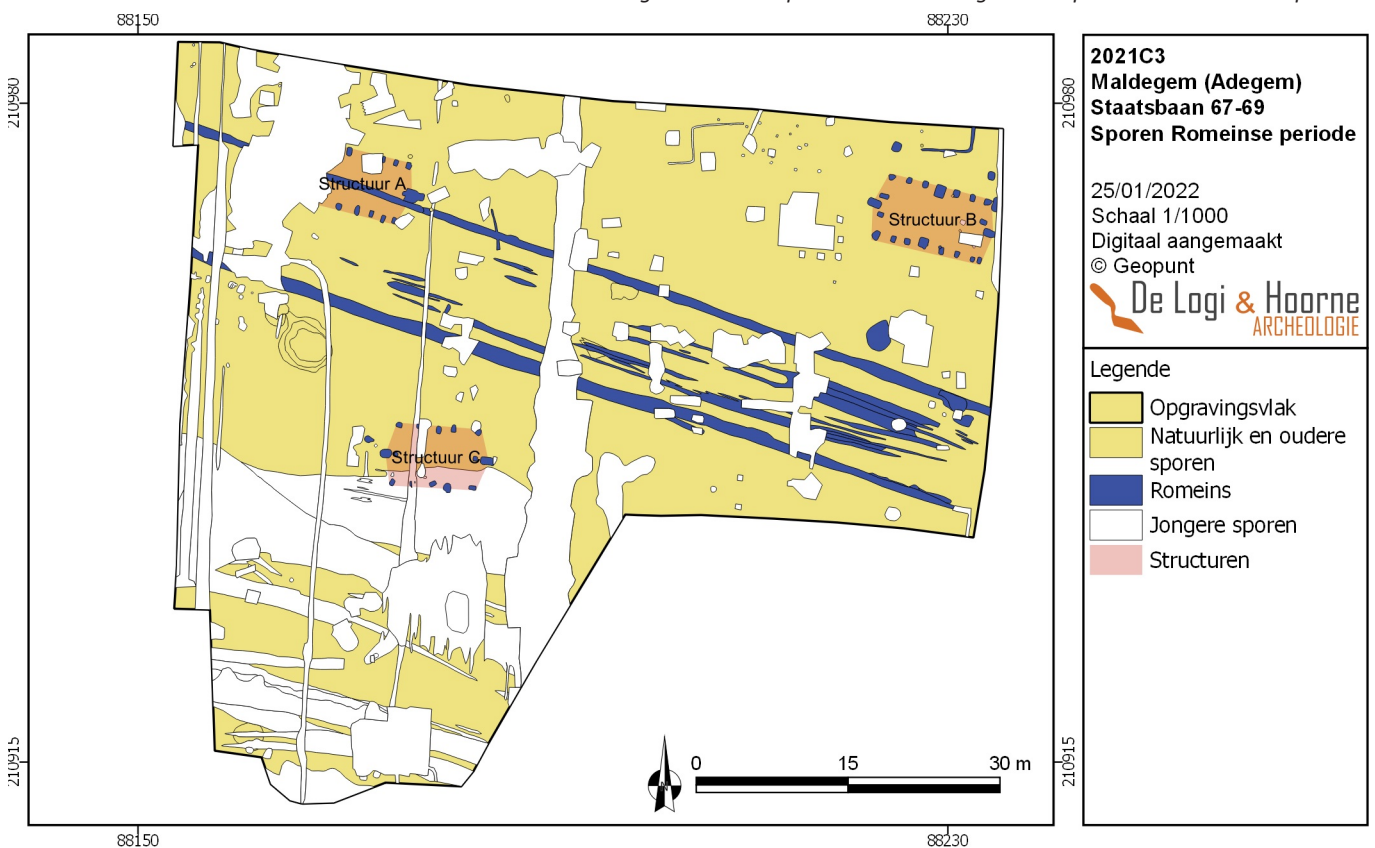 88150
88230
210980
210980
Structuur A
Structuur B
Structuur C
210915
210915
N
0 15 30 m
88150
88230
2021C3
Maldegem (Adegem)
Staatsbaan 67-69
Sporen Romeinse periode
25/01/2022
Schaal 1/1000
Digitaal aangemaakt
© Geopunt
De Logi & Hoorne
ARCHEOLOGIE
Legende
Opgravingsvlak
Natuurlijk en oudere
sporen
Romeins
Jongere sporen
Structuren